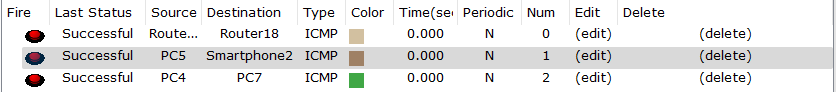 Fire Last Status Source Destination Type Color Time(sec Periodic Num Edit Delete
Successful Route... Router18 ICMP 0.000 N 0 (edit) (delete)
Successful PC5 Smartphone2 ICMP 0.000 N 1 (edit) (delete)
Successful PC4 PC7 ICMP 0.000 N 2 (edit) (delete)